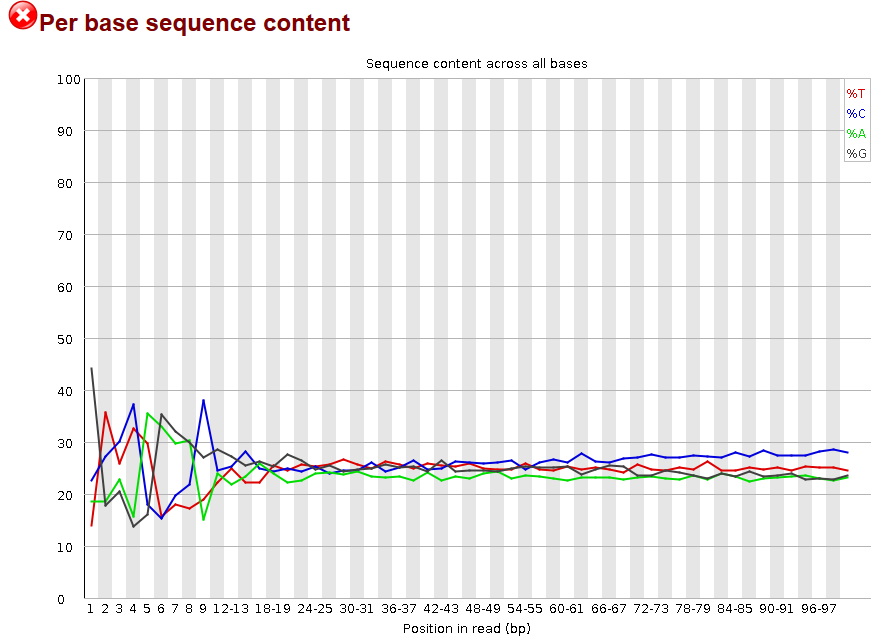 Per base sequence content
Sequence content across all bases
%T
%C
%A
%G
100
90
80
70
60
50
40
30
20
10
0
1 2 3 4 5 6 7 8 9 12-13 18-19 24-25 30-31 36-37 42-43 48-49 54-55 60-61 66-67 72-73 78-79 84-85 90-91 96-97
Position in read (bp)